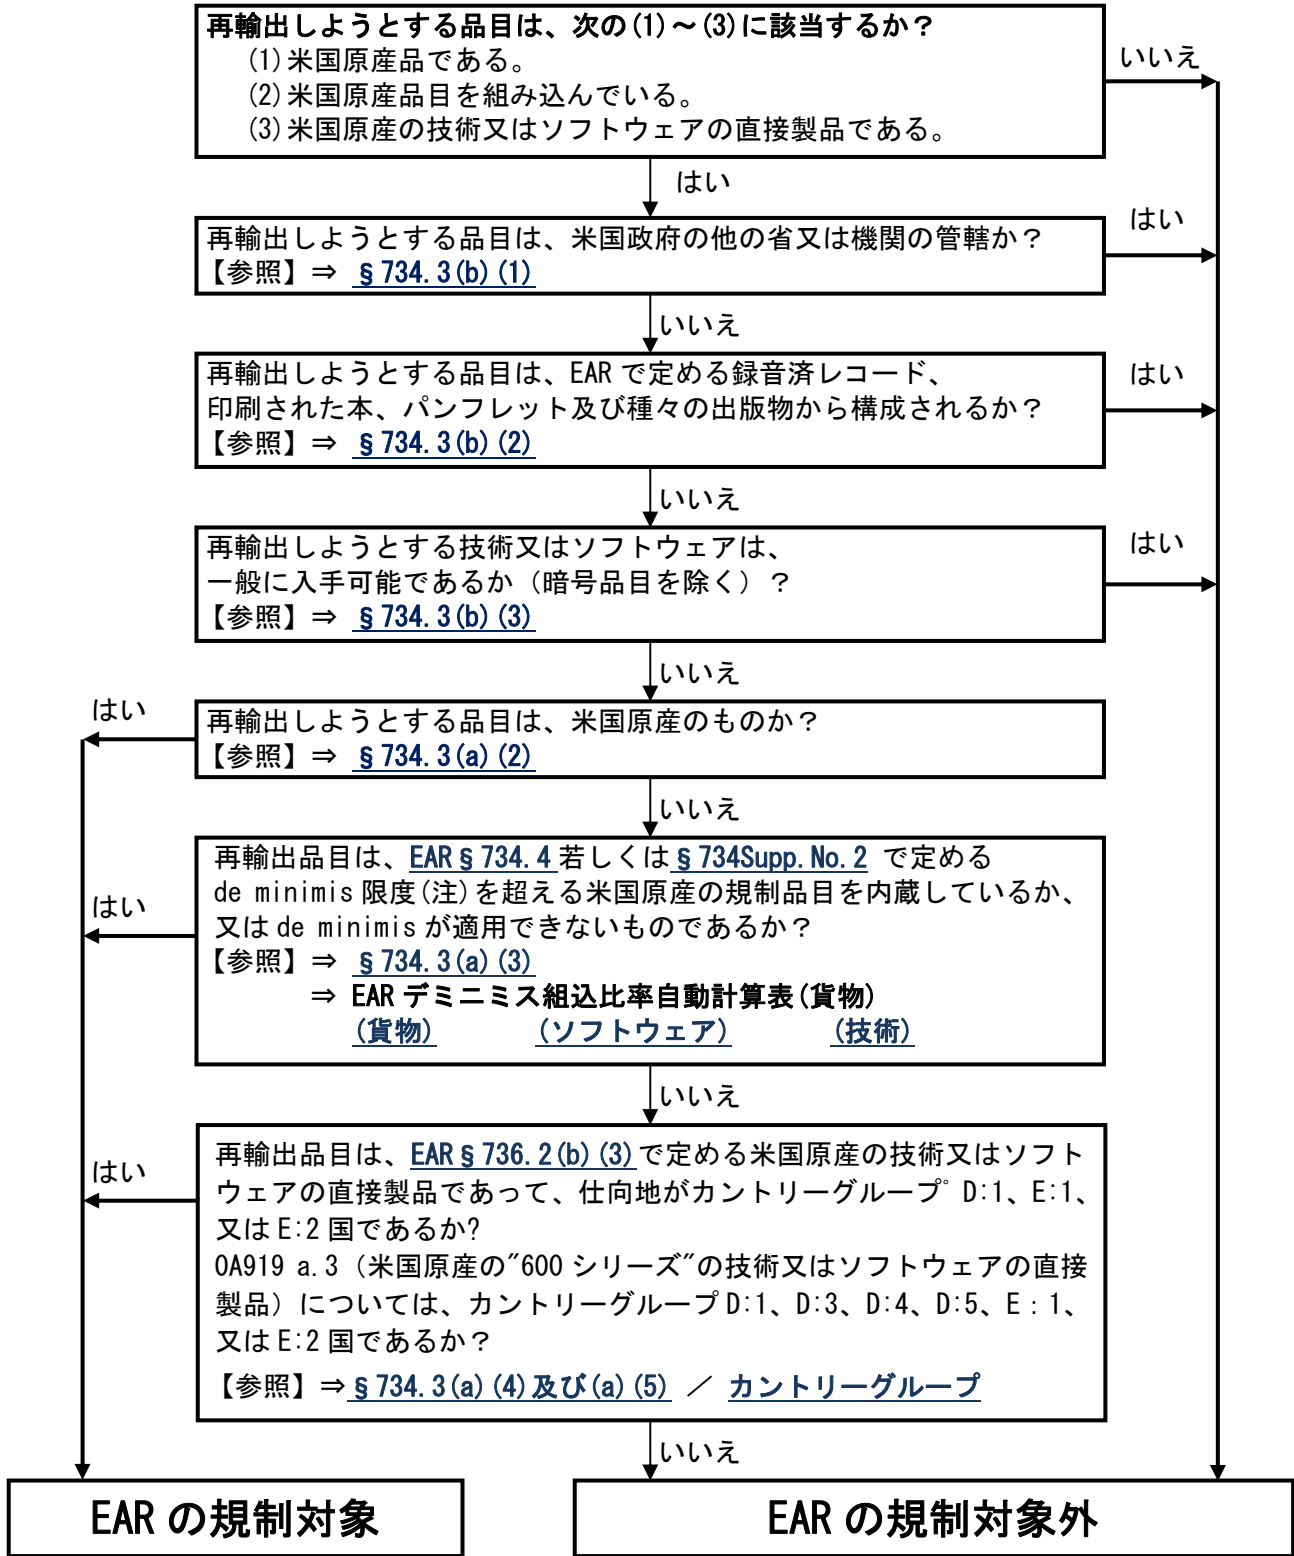 再輸出しようとする品目は、次の(1)～(3)に該当するか？
(1)米国原産品である。
(2)米国原産品目を組み込んでいる。
(3)米国原産の技術又はソフトウェアの直接製品である。
いいえ
はい
再輸出しようとする品目は、米国政府の他の省又は機関の管轄か？
【参照】⇒ §734.3(b)(1)
はい
いいえ
再輸出しようとする品目は、EARで定める録音済レコード、
印刷された本、パンフレット及び種々の出版物から構成されるか？
【参照】⇒ §734.3(b)(2)
はい
いいえ
再輸出しようとする技術又はソフトウェアは、
一般に入手可能であるか（暗号品目を除く）？
【参照】⇒ §734.3(b)(3)
はい
いいえ
はい
再輸出しようとする品目は、米国原産のものか？
【参照】⇒ §734.3(a)(2)
いいえ
はい
再輸出品目は、EAR§734.4若しくは§734Supp.No.2 で定める
de minimis限度(注)を超える米国原産の規制品目を内蔵しているか、
又はde minimisが適用できないものであるか？
【参照】⇒ §734.3(a)(3)
⇒ EARデミニミス組込比率自動計算表(貨物)
(貨物) (ソフトウェア) (技術)
いいえ
はい
再輸出品目は、EAR§736.2(b)(3)で定める米国原産の技術又はソフト
ウェアの直接製品であって、仕向地がカントリーグループ D:1、E:1、
又はE:2国であるか?
0A919 a.3（米国原産の"600シリーズ"の技術又はソフトウェアの直接
製品）については、カントリーグループD:1、D:3、D:4、D:5、E：1、
又はE:2国であるか？
【参照】⇒§734.3(a)(4)及び(a)(5) ／ カントリーグループ
いいえ
EARの規制対象
EARの規制対象外